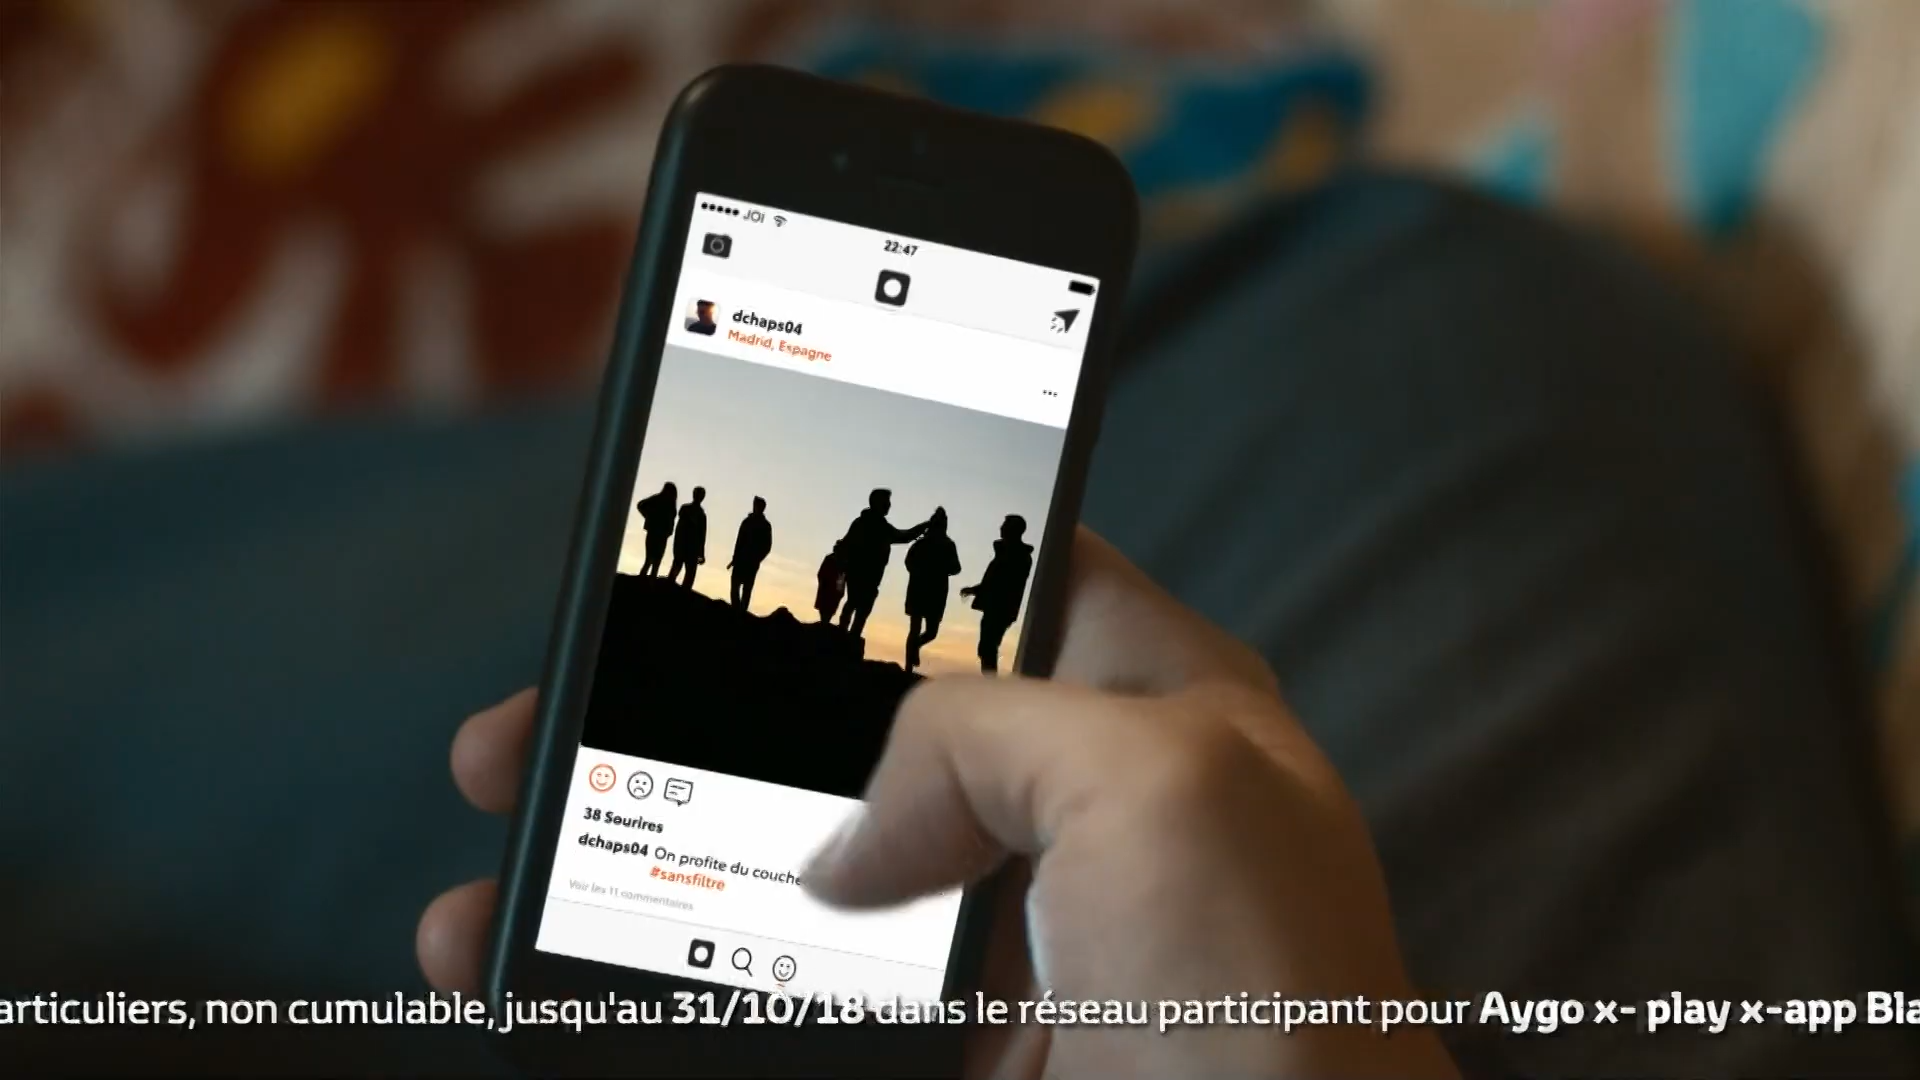 JOI
22:47
dchaps04
Madrid, Espagne
38 Sourires
dchaps04 On profite du couche
#sansfiltre
Voir les 11 commentaires
articuliers, non cumulable, jusqu'au 31/10/18 dans le réseau participant pour Aygo x- play x-app Bla